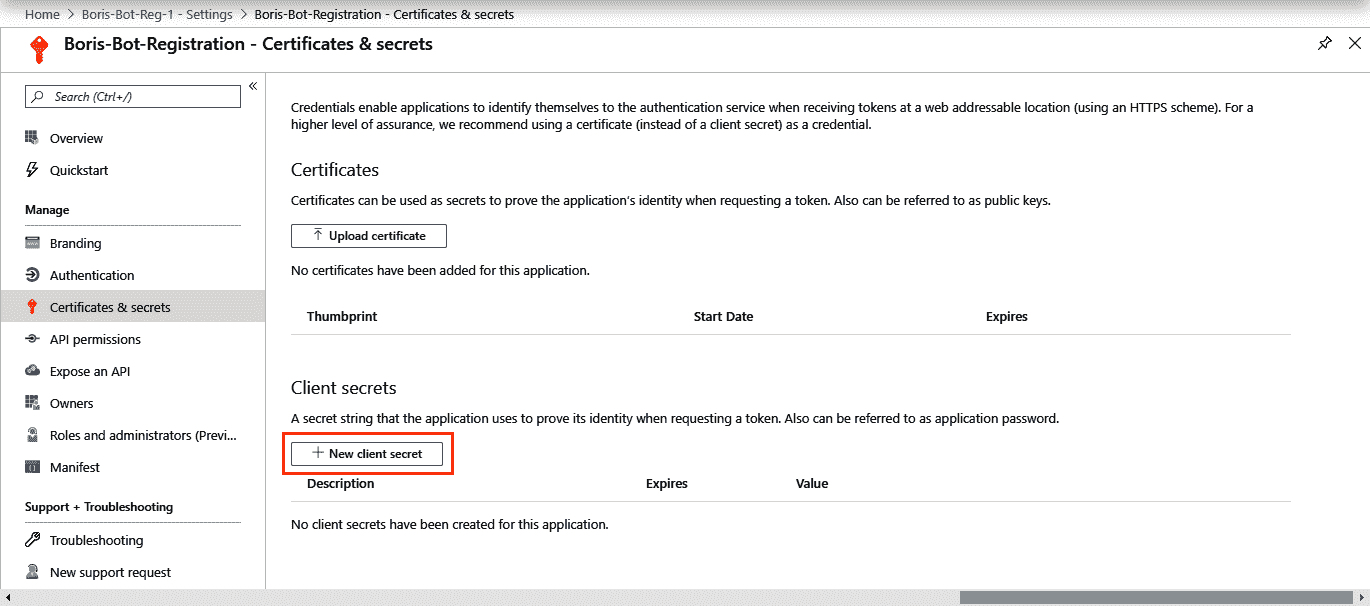 Home > Boris-Bot-Reg-1 - Settings > Boris-Bot-Registration - Certificates & secrets
Boris-Bot-Registration - Certificates & secrets
Search (Ctrl+/)
Overview
Quickstart
Manage
Branding
Authentication
Certificates & secrets
API permissions
Expose an API
Owners
Roles and administrators (Previ...
Manifest
Support + Troubleshooting
Troubleshooting
New support request
Credentials enable applications to identify themselves to the authentication service when receiving tokens at a web addressable location (using an HTTPS scheme). For a
higher level of assurance, we recommend using a certificate (instead of a client secret) as a credential.
Certificates
Certificates can be used as secrets to prove the application's identity when requesting a token. Also can be referred to as public keys.
Upload certificate
No certificates have been added for this application.
Thumbprint Start Date Expires
Client secrets
A secret string that the application uses to prove its identity when requesting a token. Also can be referred to as application password.
+ New client secret
Description Expires Value
No client secrets have been created for this application.